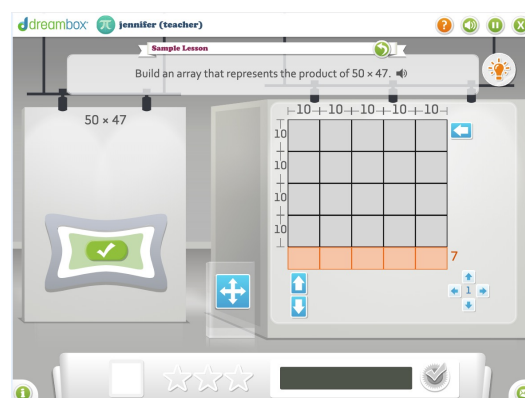 dreambox π jennifer (teacher) ? X
Sample Lesson
Build an array that represents the product of 50 × 47.
50 × 47
10 10 10 10 10
10
10
10
10
7
1
i